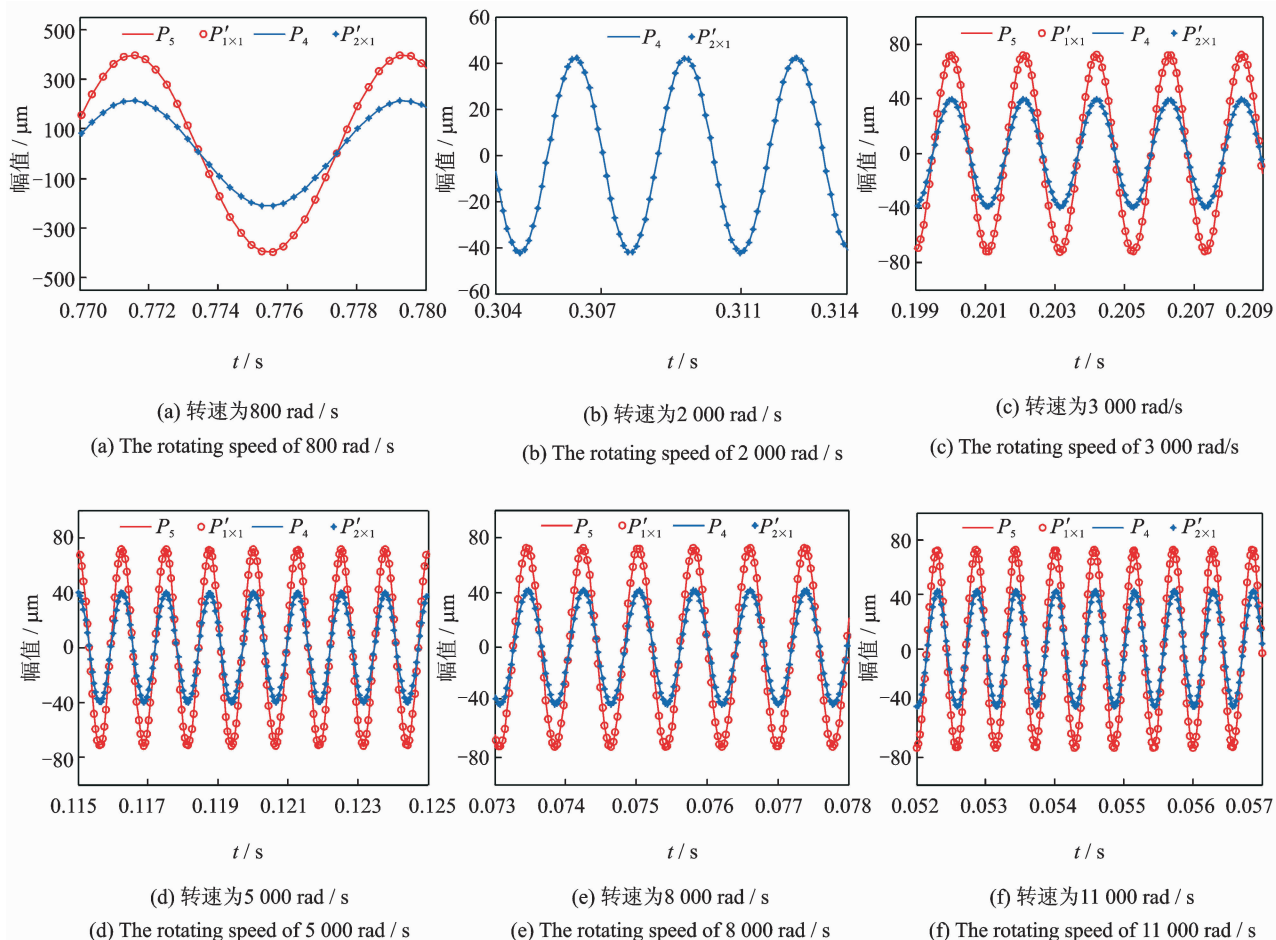 P5 P′1×1 P4 P′2×1
500
300
100
−100
−300
−500
幅值 / μm
0.770 0.772 0.774 0.776 0.778 0.780
t / s
(a) 转速为800 rad / s
(a) The rotating speed of 800 rad / s
P4 P′2×1
60
40
20
0
−20
−40
60
幅值 / μm
0.304 0.307 0.311 0.314
t / s
(b) 转速为2 000 rad / s
(b) The rotating speed of 2 000 rad / s
P5 P′1×1 P4 P′2×1
80
40
0
−40
−80
幅值 / μm
0.199 0.201 0.203 0.205 0.207 0.209
t / s
(c) 转速为3 000 rad/s
(c) The rotating speed of 3 000 rad/s
P5 P′1×1 P4 P′2×1
80
40
0
−40
−80
幅值 / μm
0.115 0.117 0.119 0.121 0.123 0.125
t / s
(d) 转速为5 000 rad / s
(d) The rotating speed of 5 000 rad / s
P5 P′1×1 P4 P′2×1
80
40
0
−40
−80
幅值 / μm
0.073 0.074 0.075 0.076 0.077 0.078
t / s
(e) 转速为8 000 rad / s
(e) The rotating speed of 8 000 rad / s
P5 P′1×1 P4 P′2×1
80
40
0
−40
−80
幅值 / μm
0.052 0.053 0.054 0.055 0.056 0.057
t / s
(f) 转速为11 000 rad / s
(f) The rotating speed of 11 000 rad / s